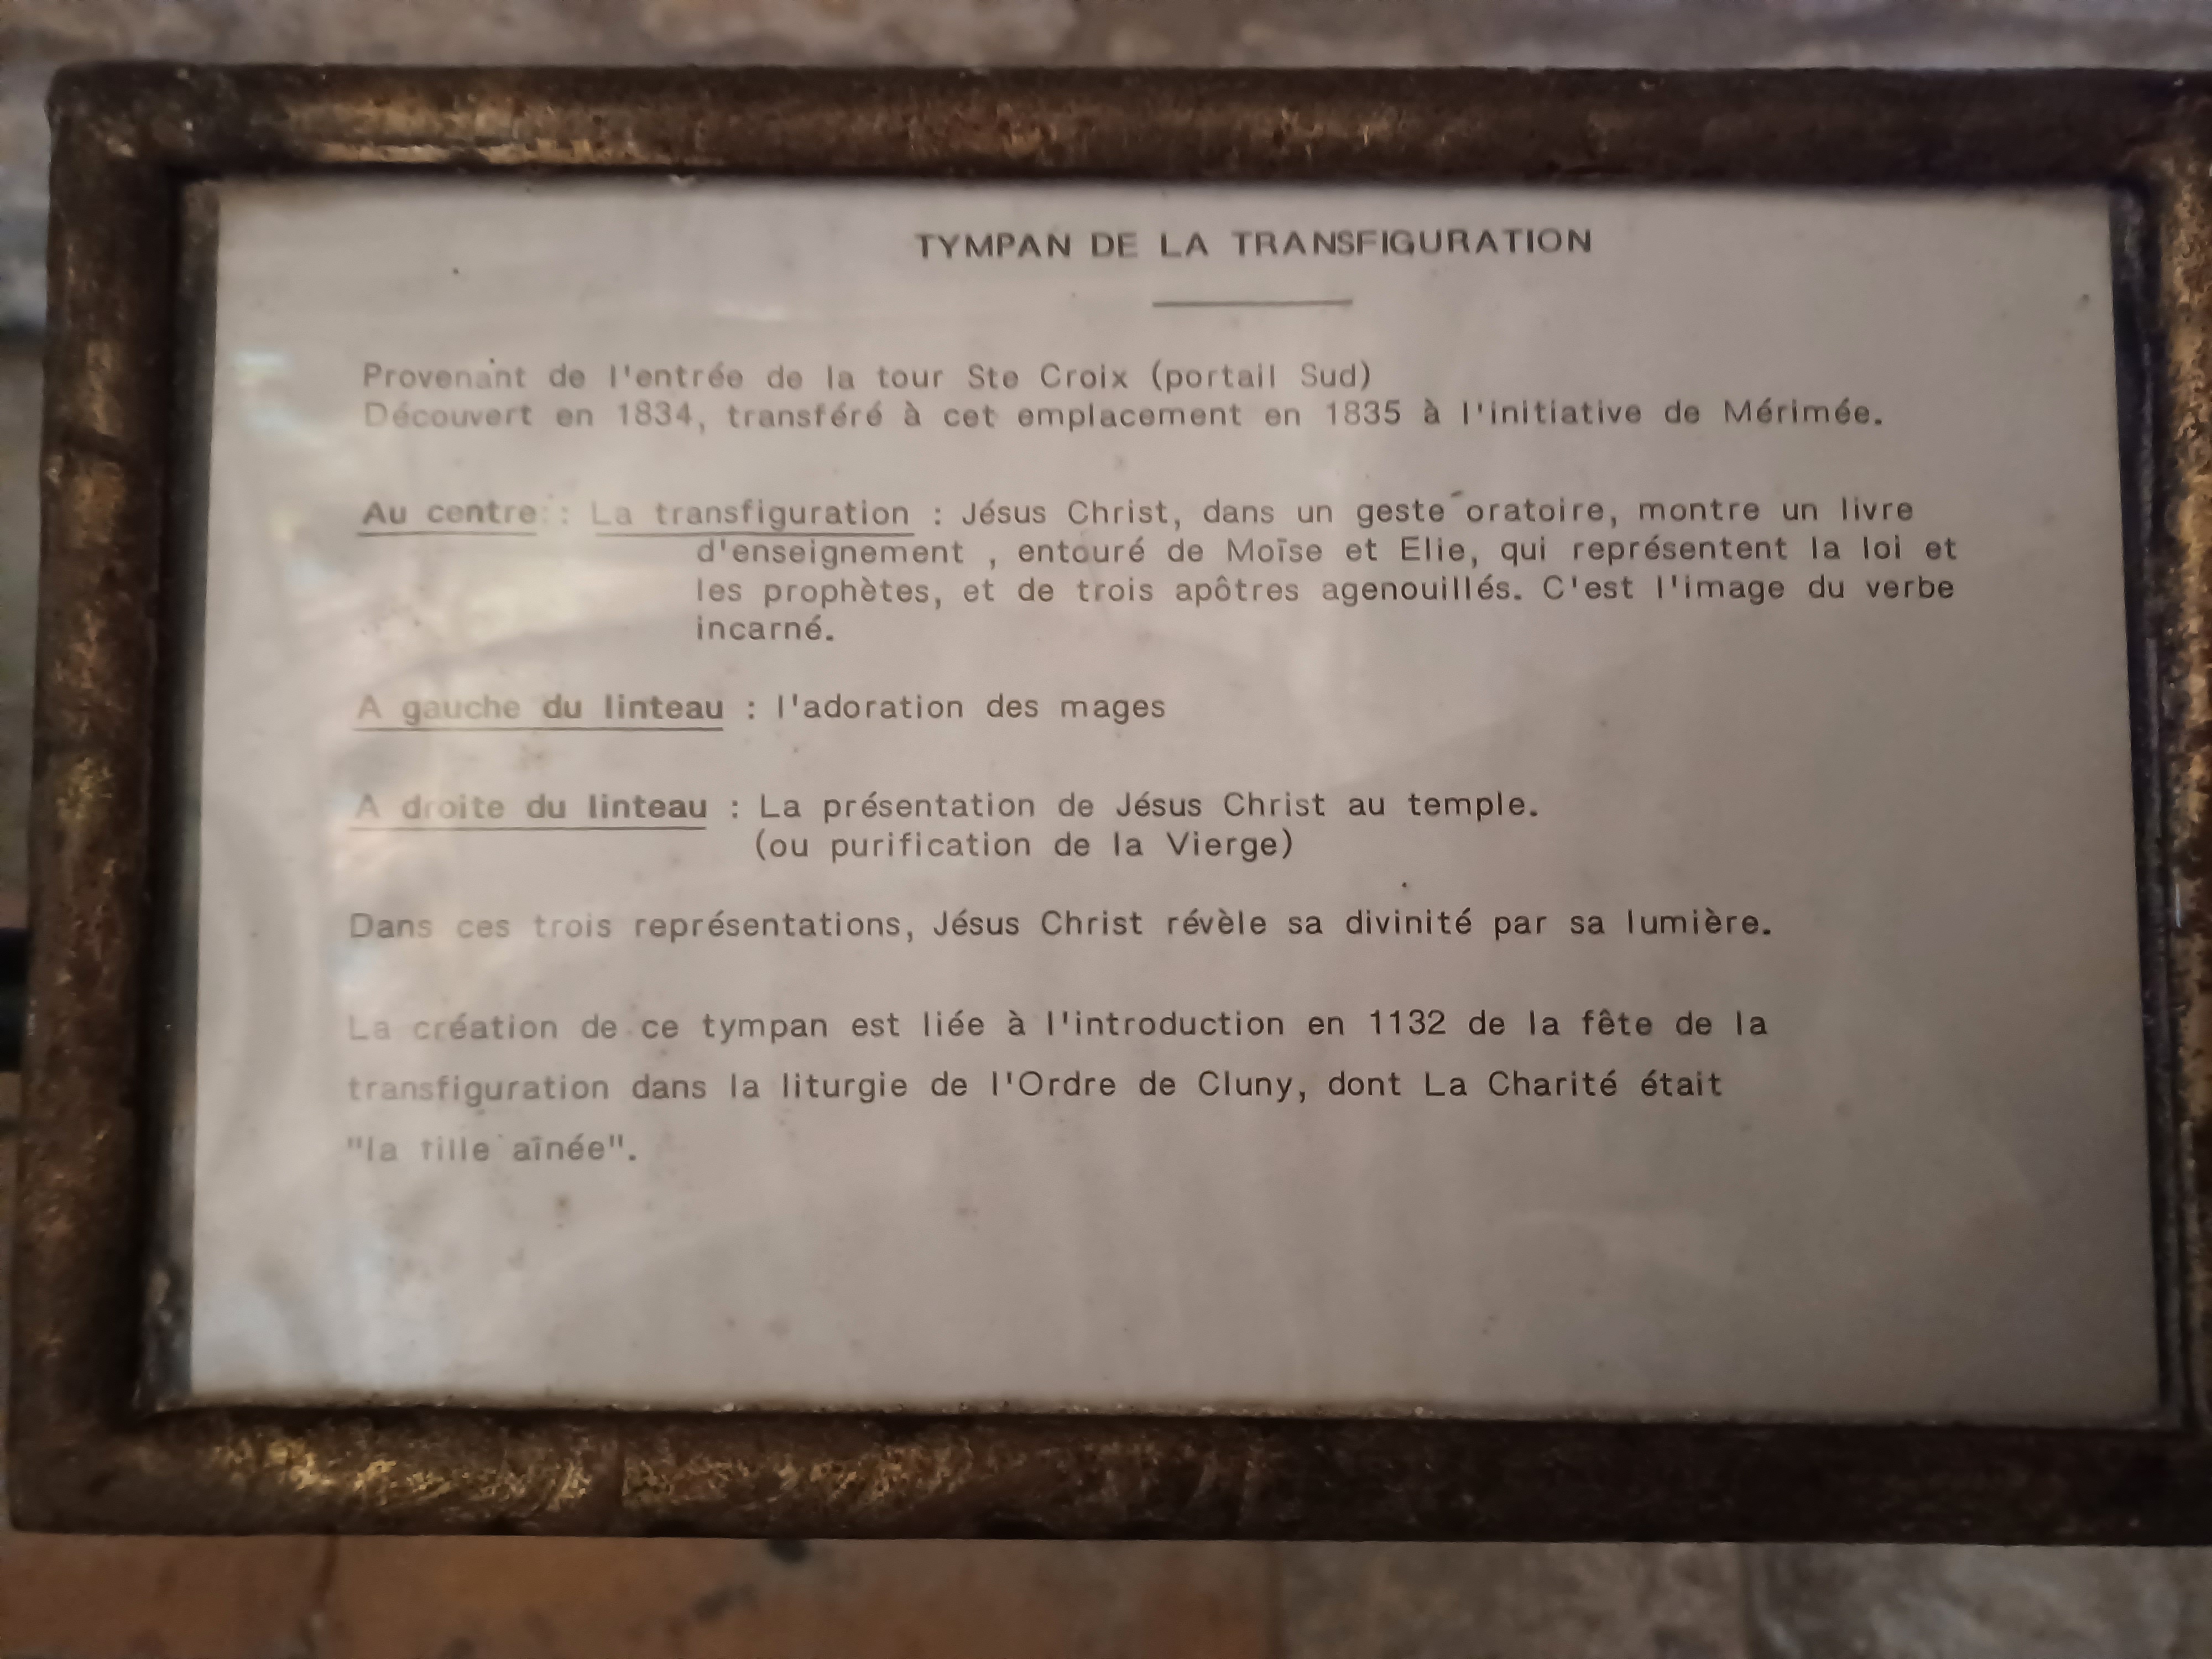 TYMPAN DE LA TRANSFIGURATION
Provenant de l'entrée de la tour Ste Croix (portail Sud)
Découvert en 1834, transféré à cet emplacement en 1835 à l'initiative de Mérimée.
Au centre : La transfiguration : Jésus Christ, dans un geste oratoire, montre un livre
d'enseignement , entouré de Moïse et Elie, qui représentent la loi et
les prophètes, et de trois apôtres agenouillés. C'est l'image du verbe
incarné.
A gauche du linteau : l'adoration des mages
A droite du linteau : La présentation de Jésus Christ au temple.
(ou purification de la Vierge)
Dans ces trois représentations, Jésus Christ révèle sa divinité par sa lumière.
La création de ce tympan est liée à l'introduction en 1132 de la fête de la
transfiguration dans la liturgie de l'Ordre de Cluny, dont La Charité était
"la fille aînée".